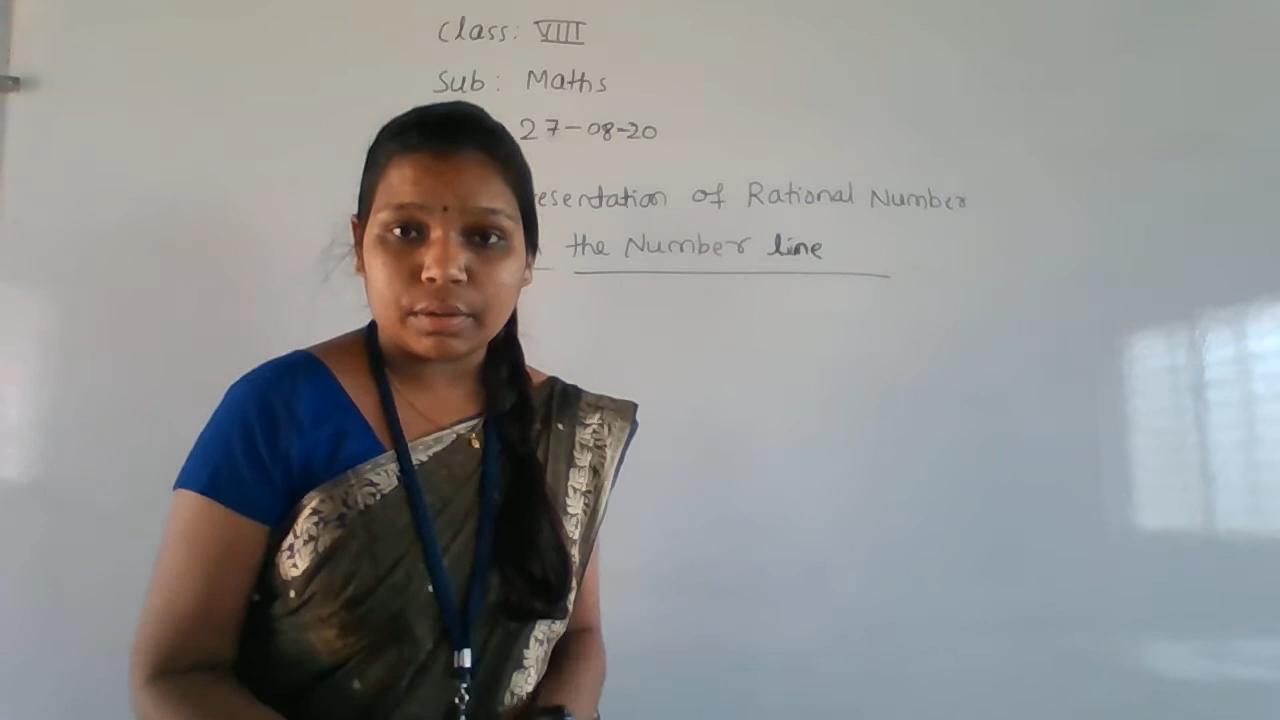 Class: VIII
Sub: Maths
27-08-20
resentation of Rational Number
the Number line